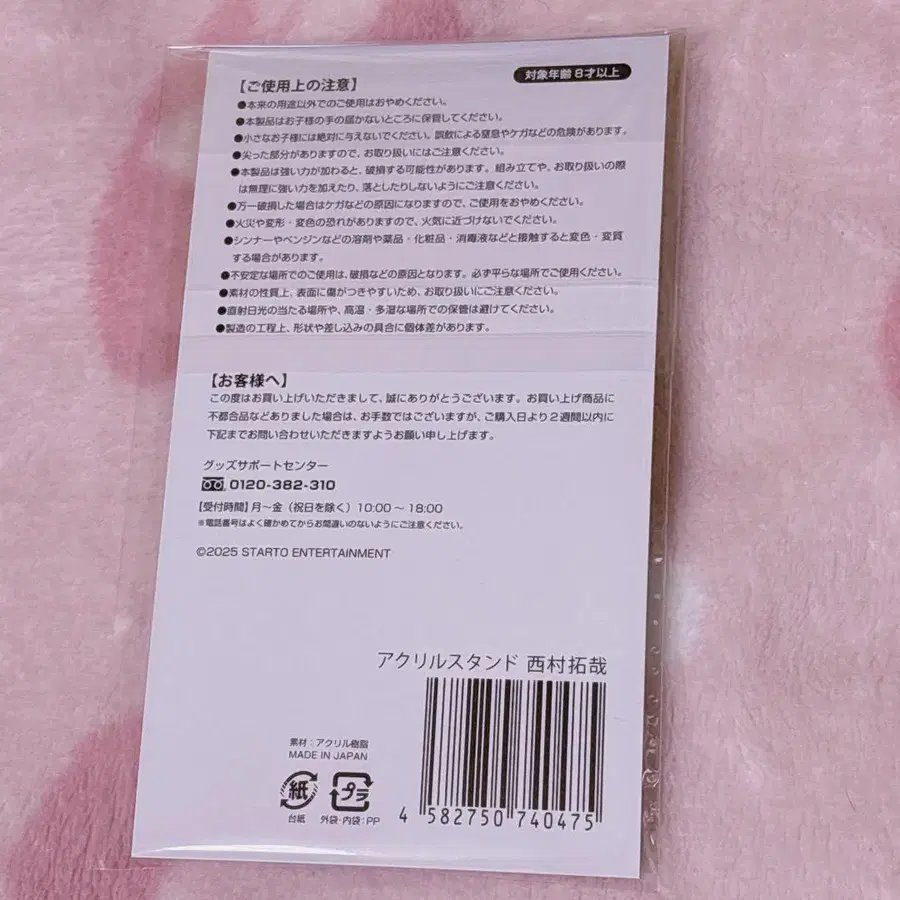 対象年齢 8才以上
【ご使用上の注意】
●本来の用途以外でのご使用はおやめください。
●本製品はお子様の手の届かないところに保管してください。
●小さなお子様には絶対に与えないでください。誤飲による窒息やケガなどの危険があります。
●尖った部分がありますので、お取り扱いにはご注意ください。
●本製品は強い力が加わると、破損する可能性があります。組み立てや、お取り扱いの際
は無理に強い力を加えたり、落としたりしないようにご注意ください。
●万一破損した場合はケガなどの原因になりますので、ご使用をおやめください。
●火災や変形・変色の恐れがありますので、火気に近づけないでください。
●シンナーやベンジンなどの溶剤や薬品・化粧品・消毒液などと接触すると変色・変質
する場合があります。
●不安定な場所でのご使用は、破損などの原因となります。必ず平らな場所でご使用ください。
●素材の性質上、表面に傷がつきやすいため、お取り扱いにご注意ください。
●直射日光の当たる場所や、高温・多湿な場所での保管は避けてください。
●製造の工程上、形状や差し込みの具合に個体差があります。
【お客様へ】
この度はお買い上げいただきまして、誠にありがとうございます。お買い上げ商品に
不都合品などありました場合は、お手数ではございますが、ご購入日より2週間以内に
下記までお問い合わせいただきますようお願い申し上げます。
グッズサポートセンター
0120-382-310
【受付時間】月〜金（祝日を除く）10:00〜18:00
※電話番号はよく確かめてからお間違いのないようにご注意ください。
©2025 STARTO ENTERTAINMENT
アクリルスタンド 西村拓哉
素材：アクリル樹脂
MADE IN JAPAN
紙 プラ
台紙 外袋・内袋：PP
4 582750 740475